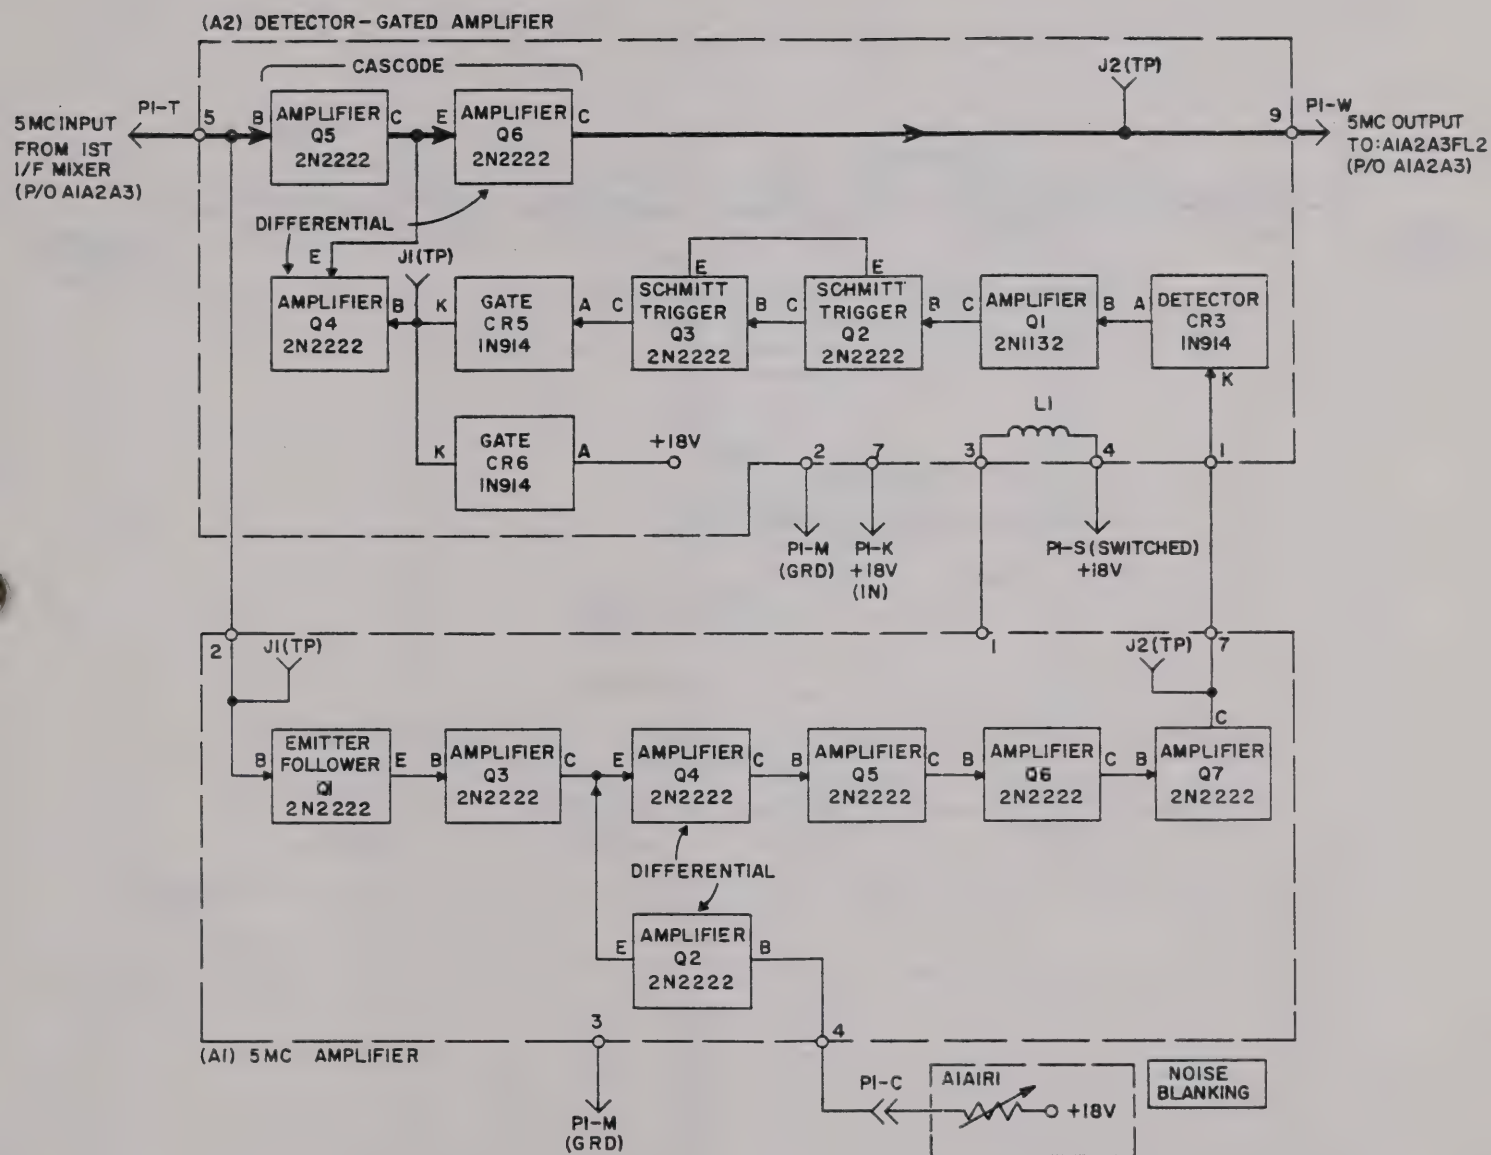 (A2) DETECTOR-GATED AMPLIFIER
CASCODE
J2(TP)
P1-T
5
B
AMPLIFIER
Q5
2N2222
C
E
AMPLIFIER
Q6
2N2222
C
9
P1-W
5MC INPUT
FROM 1ST
I/F MIXER
(P/O A1A2A3)
5MC OUTPUT
TO:A1A2A3FL2
(P/O A1A2A3)
DIFFERENTIAL
E
J1(TP)
AMPLIFIER
Q4
2N2222
B
K
GATE
CR5
1N914
A
C
E
SCHMITT
TRIGGER
Q3
2N2222
B
C
E
SCHMITT
TRIGGER
Q2
2N2222
B
C
AMPLIFIER
Q1
2N1132
B
A
DETECTOR
CR3
1N914
K
K
GATE
CR6
1N914
A
+18V
2
7
3
L1
4
1
P1-M
(GRD)
P1-K
+18V
(IN)
P1-S(SWITCHED)
+18V
2
J1(TP)
1
J2(TP)
7
C
B
EMITTER
FOLLOWER
Q1
2N2222
E
B
AMPLIFIER
Q3
2N2222
C
E
AMPLIFIER
Q4
2N2222
C
B
AMPLIFIER
Q5
2N2222
C
B
AMPLIFIER
Q6
2N2222
C
B
AMPLIFIER
Q7
2N2222
DIFFERENTIAL
E
AMPLIFIER
Q2
2N2222
B
3
4
(A1) 5MC AMPLIFIER
P1-M
(GRD)
P1-C
A1A1R1
+18V
NOISE
BLANKING